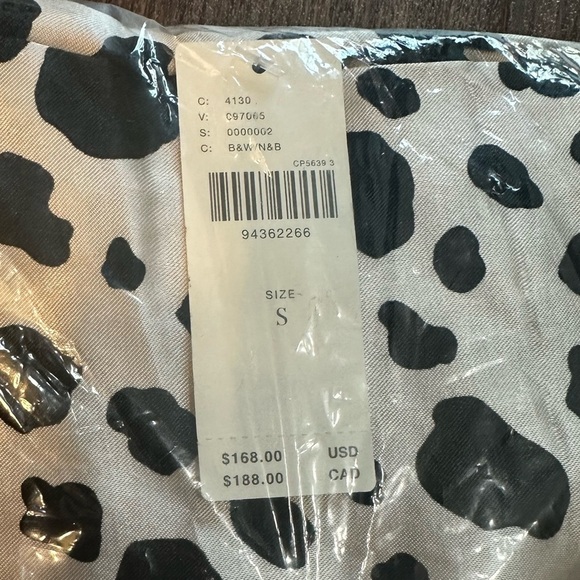 C: 4130
V: 097065
S: 0000002
C: B&W/N&B
CP5639 3
94362266
SIZE
S
$168.00 USD
$188.00 CAD